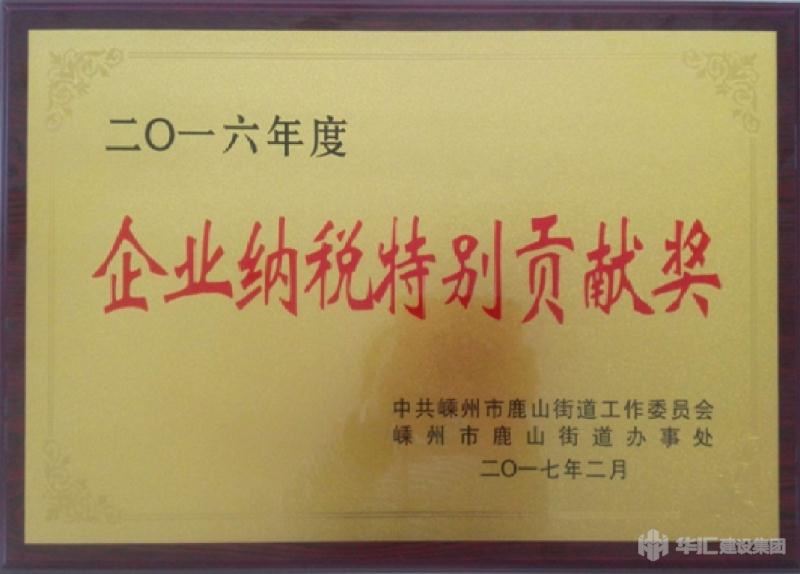 二〇一六年度
企业纳税特别贡献奖
中共嵊州市鹿山街道工作委员会
嵊州市鹿山街道办事处
二〇一七年二月
华汇建设集团